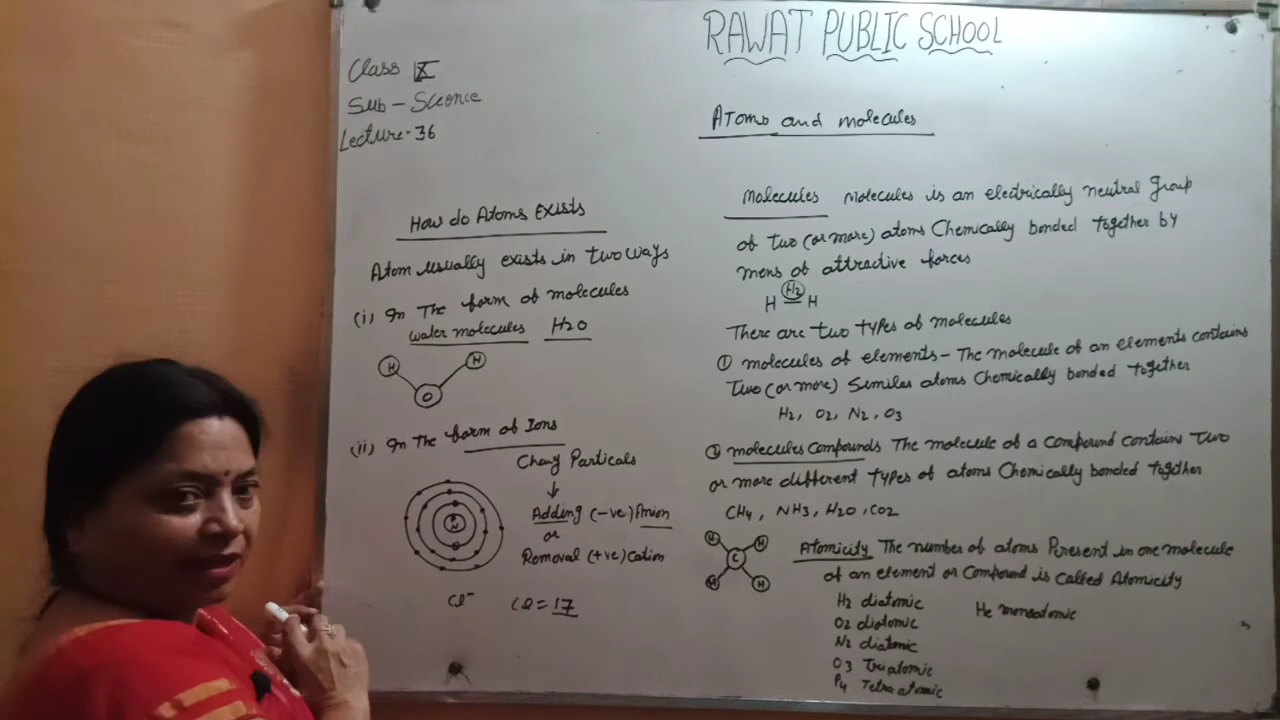 RAWAT PUBLIC SCHOOL
Class IX
Sub - Science
Lecture - 36
Atoms and molecules
How do Atoms Exists
Atom usually exists in two ways
(i) In The form of molecules
water molecules H2O
H H
O
(ii) In The form of Ions
Particals
↓
Adding (-ve) Anion
or
Removal (+ve) Cation
P
N
Cl- Cl = 17
Molecules Molecules is an electrically neutral Group
of two (or more) atoms Chemically bonded together by
mens of attractive forces
H2
H = H
There are two types of molecules
① molecules of elements - The molecule of an elements contains
Two (or more) Similar atoms Chemically bonded together
H2, O2, N2, O3
② molecules Compounds The molecule of a compound contains two
or more different types of atoms Chemically bonded together
CH4, NH3, H2O, CO2
H H
C
H H
Atomicity The number of atoms Present in one molecule
of an element or Compound is called Atomicity
H2 diatomic He monoatomic
O2 diatomic
N2 diatomic
O3 Triatomic
P4 Tetra atomic